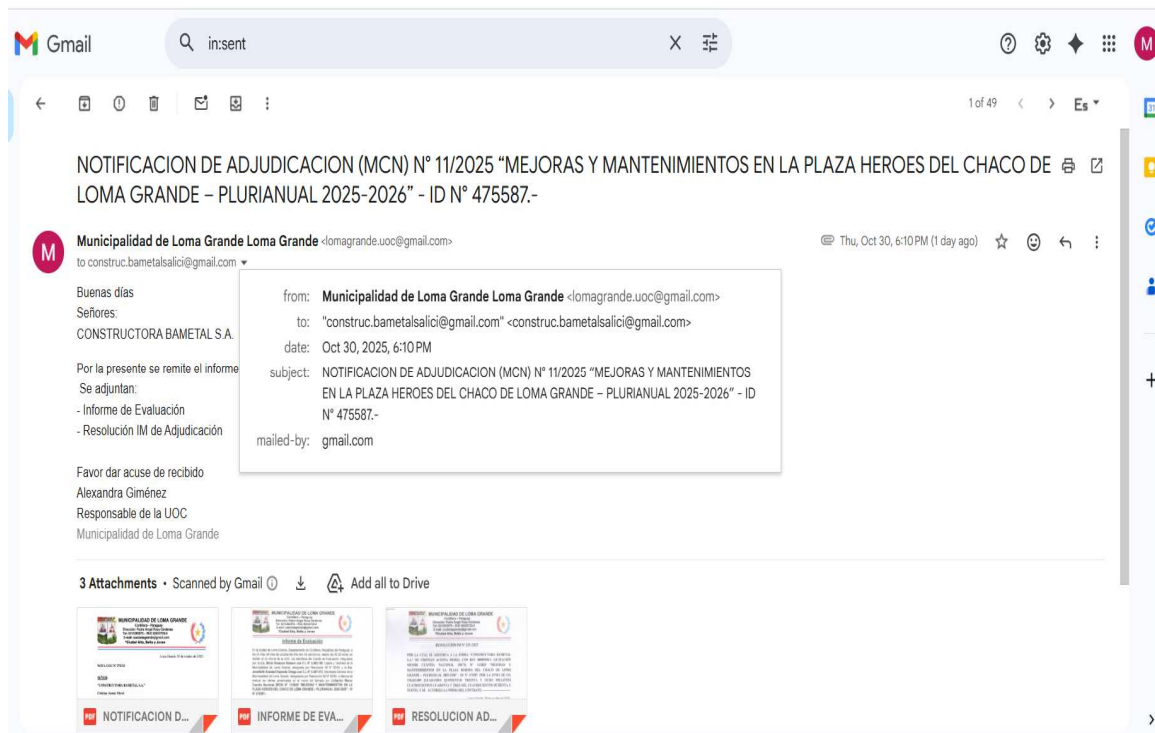 Gmail
in:sent
M
1 of 49
Es
31
NOTIFICACION DE ADJUDICACION (MCN) N° 11/2025 “MEJORAS Y MANTENIMIENTOS EN LA PLAZA HEROES DEL CHACO DE
LOMA GRANDE – PLURIANUAL 2025-2026” - ID N° 475587.-
M
Municipalidad de Loma Grande Loma Grande <lomagrande.uoc@gmail.com>
Thu, Oct 30, 6:10 PM (1 day ago)
to construc.bametalsalici@gmail.com
Buenas días
Señores:
CONSTRUCTORA BAMETAL S.A.
Por la presente se remite el informe
Se adjuntan:
- Informe de Evaluación
- Resolución IM de Adjudicación
from: Municipalidad de Loma Grande Loma Grande <lomagrande.uoc@gmail.com>
to: "construc.bametalsalici@gmail.com" <construc.bametalsalici@gmail.com>
date: Oct 30, 2025, 6:10 PM
subject: NOTIFICACION DE ADJUDICACION (MCN) N° 11/2025 “MEJORAS Y MANTENIMIENTOS
EN LA PLAZA HEROES DEL CHACO DE LOMA GRANDE – PLURIANUAL 2025-2026” - ID
N° 475587.-
mailed-by: gmail.com
Favor dar acuse de recibido
Alexandra Giménez
Responsable de la UOC
Municipalidad de Loma Grande
3 Attachments • Scanned by Gmail
Add all to Drive
MUNICIPALIDAD DE LOMA GRANDE
MUNICIPALIDAD DE LOMA GRANDE
Informe de Evaluación
MUNICIPALIDAD DE LOMA GRANDE
PDF NOTIFICACION D...
PDF INFORME DE EVA...
PDF RESOLUCION AD...